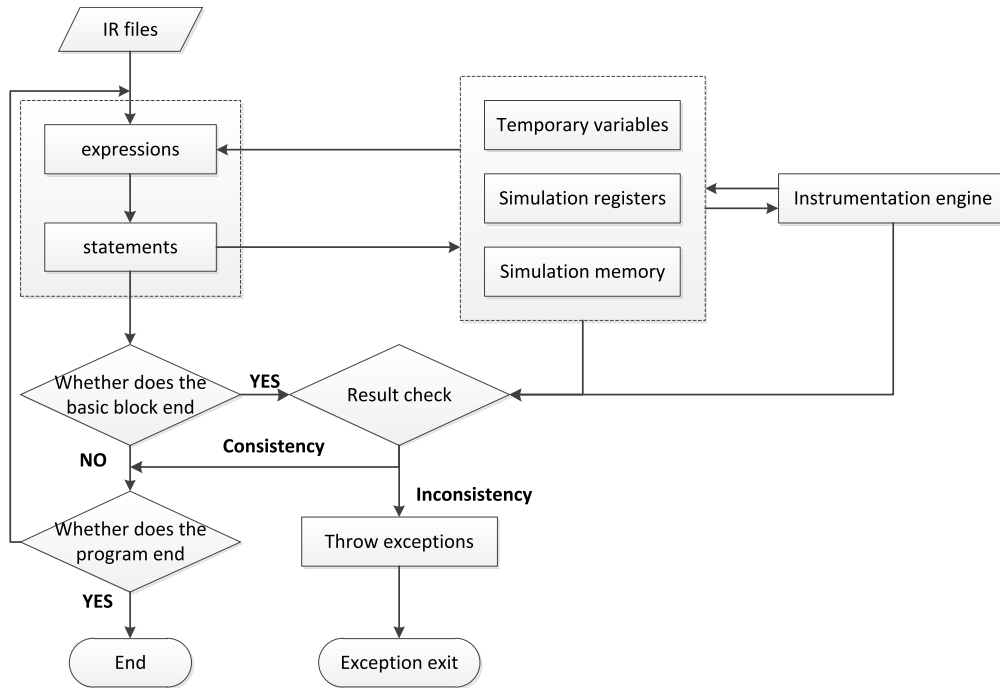 IR files
expressions
statements
Temporary variables
Simulation registers
Simulation memory
Instrumentation engine
Whether does the
basic block end
YES
Result check
NO
Consistency
Inconsistency
Whether does the
program end
Throw exceptions
YES
End
Exception exit